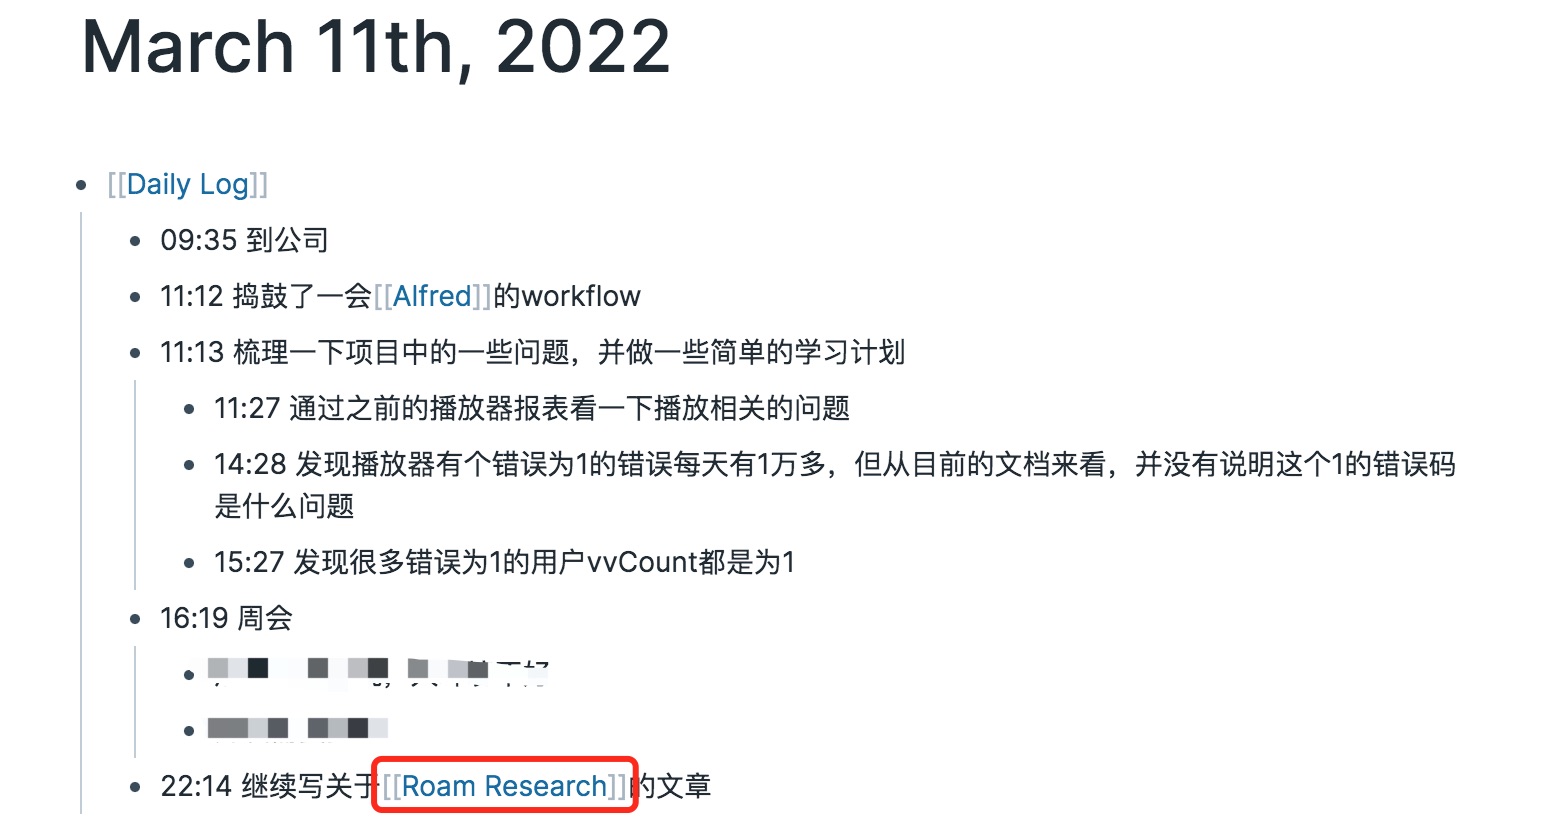 March 11th, 2022
[[Daily Log]]
09:35 到公司
11:12 捣鼓了一会[[Alfred]]的workflow
11:13 梳理一下项目中的一些问题，并做一些简单的学习计划
11:27 通过之前的播放器报表看一下播放相关的问题
14:28 发现播放器有个错误为1的错误每天有1万多，但从目前的文档来看，并没有说明这个1的错误码
是什么问题
15:27 发现很多错误为1的用户vvCount都是为1
16:19 周会
22:14 继续写关于[[Roam Research]]的文章